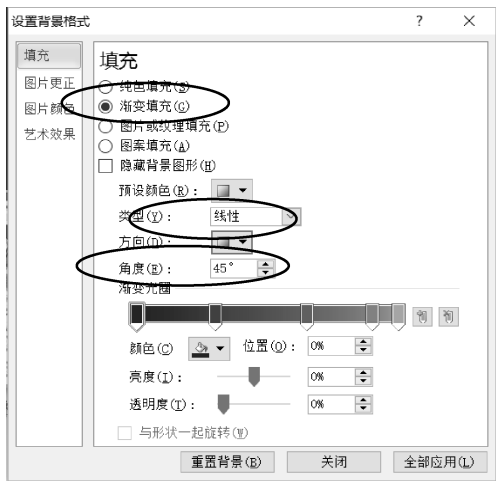 设置背景格式 ? ×
填充
图片更正
图片颜色
艺术效果
填充
纯色填充(S)
渐变填充(G)
图片或纹理填充(P)
图案填充(A)
隐藏背景图形(H)
预设颜色(R):
类型(Y): 线性
方向(D):
角度(E): 45°
渐变光圈
颜色(C) 位置(O): 0%
亮度(I): 0%
透明度(T): 0%
与形状一起旋转(W)
重置背景(B) 关闭 全部应用(L)